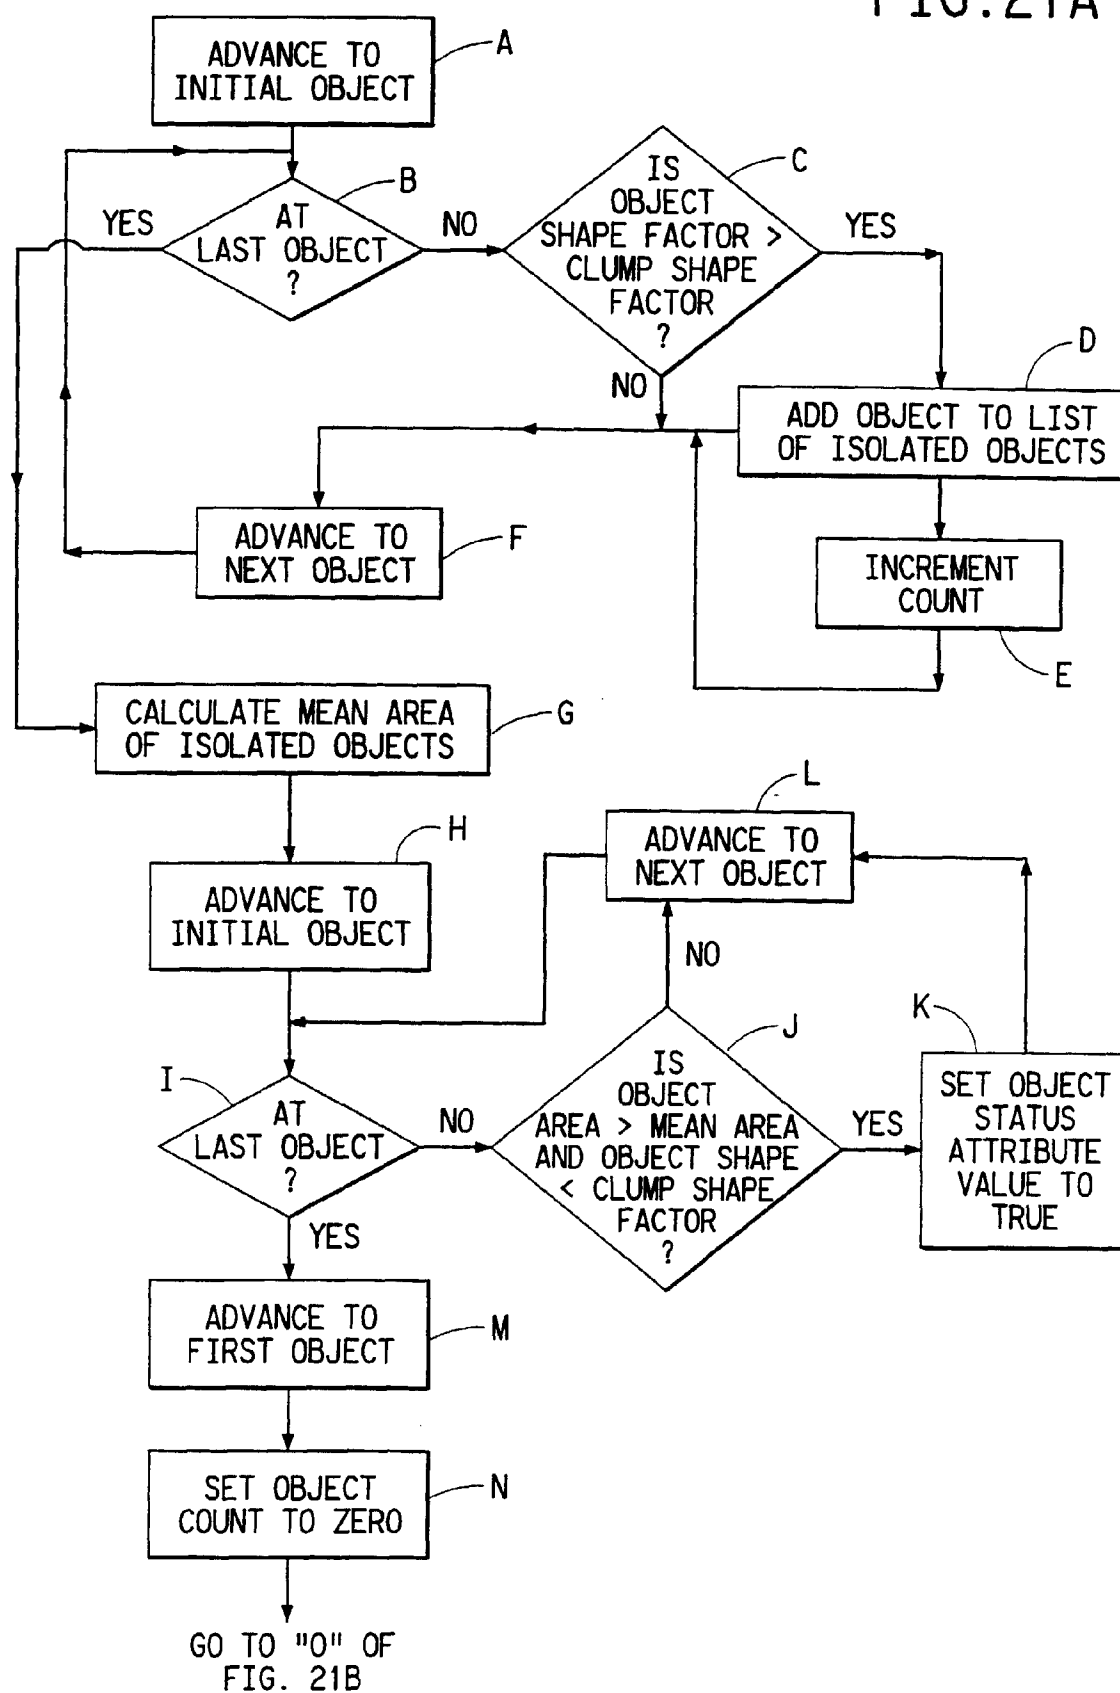 FIG.21A
ADVANCE TO
INITIAL OBJECT
A
AT
LAST OBJECT
?
B
YES
NO
IS
OBJECT
SHAPE FACTOR >
CLUMP SHAPE
FACTOR
?
C
YES
NO
ADD OBJECT TO LIST
OF ISOLATED OBJECTS
D
INCREMENT
COUNT
E
ADVANCE TO
NEXT OBJECT
F
CALCULATE MEAN AREA
OF ISOLATED OBJECTS
G
ADVANCE TO
INITIAL OBJECT
H
AT
LAST OBJECT
?
I
NO
YES
IS
OBJECT
AREA > MEAN AREA
AND OBJECT SHAPE
< CLUMP SHAPE
FACTOR
?
J
NO
YES
SET OBJECT
STATUS
ATTRIBUTE
VALUE TO
TRUE
K
ADVANCE TO
NEXT OBJECT
L
ADVANCE TO
FIRST OBJECT
M
SET OBJECT
COUNT TO ZERO
N
GO TO "O" OF
FIG. 21B